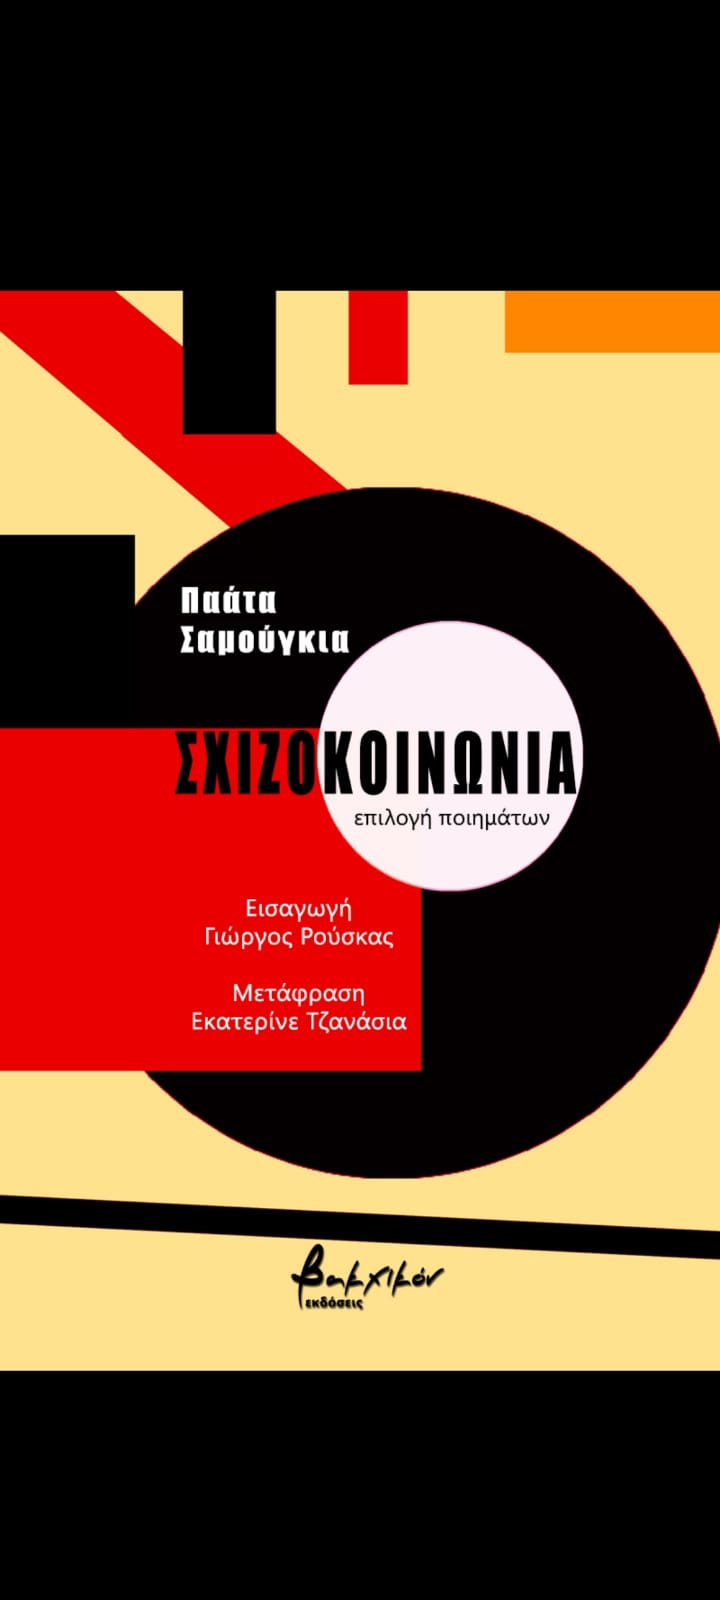 Παάτα
Σαμούγκια
ΣΧΙΖΟΚΟΙΝΩΝΙΑ
επιλογή ποιημάτων
Εισαγωγή
Γιώργος Ρούσκας
Μετάφραση
Εκατερίνε Τζανάσια
βακχικόν
εκδόσεις